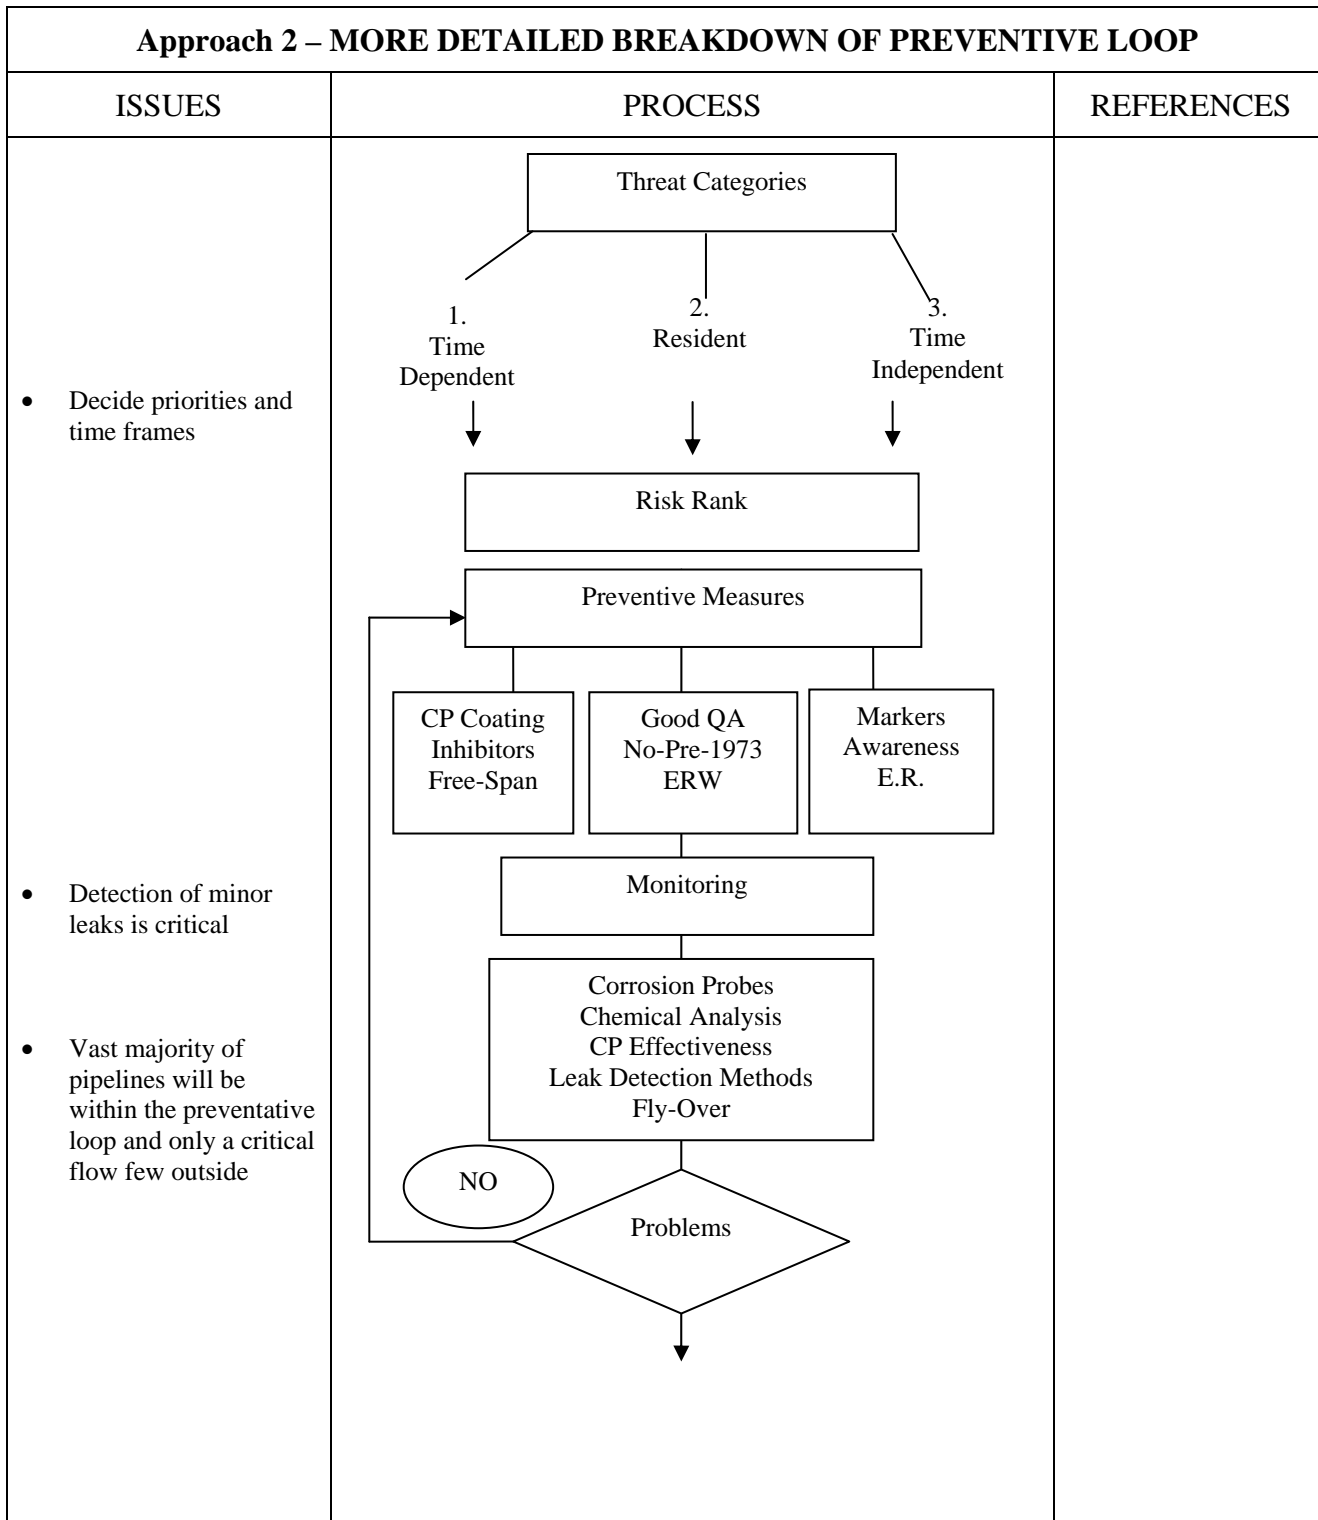 Approach 2 – MORE DETAILED BREAKDOWN OF PREVENTIVE LOOP
ISSUES
PROCESS
REFERENCES
Threat Categories
1.
Time
Dependent
2.
Resident
3.
Time
Independent
• Decide priorities and
time frames
Risk Rank
Preventive Measures
CP Coating
Inhibitors
Free-Span
Good QA
No-Pre-1973
ERW
Markers
Awareness
E.R.
Monitoring
• Detection of minor
leaks is critical
Corrosion Probes
Chemical Analysis
CP Effectiveness
Leak Detection Methods
Fly-Over
• Vast majority of
pipelines will be
within the preventative
loop and only a critical
flow few outside
NO
Problems